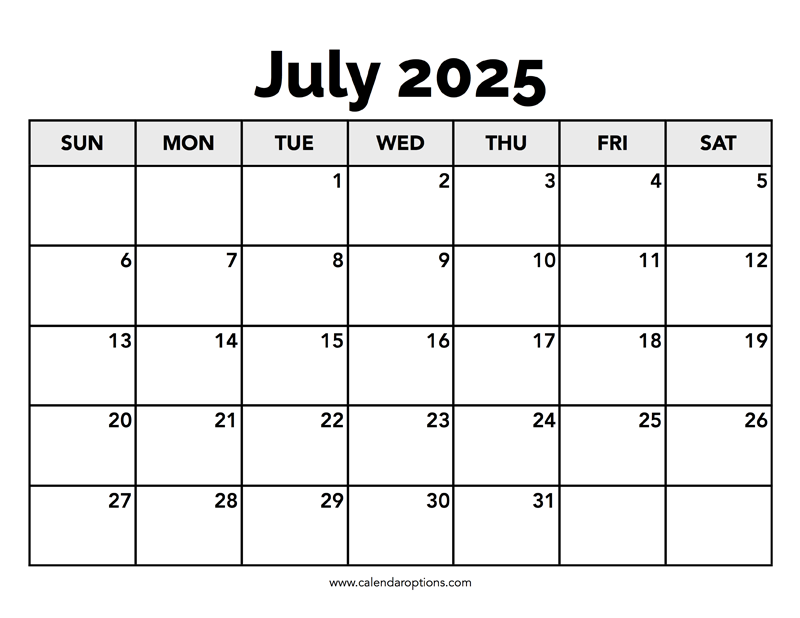 July 2025
SUN MON TUE WED THU FRI SAT
1 2 3 4 5
6 7 8 9 10 11 12
13 14 15 16 17 18 19
20 21 22 23 24 25 26
27 28 29 30 31
www.calendaroptions.com